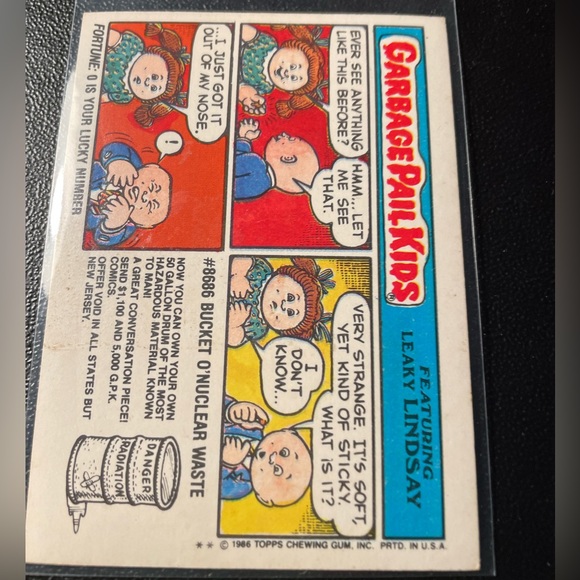 GARBAGE PAIL KIDS
FEATURING
LEAKY LINDSAY
EVER SEE ANYTHING
LIKE THIS BEFORE?
HMM... LET
ME SEE
THAT.
VERY STRANGE. IT'S SOFT,
YET KIND OF STICKY.
WHAT IS IT?
I
DON'T
KNOW...
...I JUST GOT IT
OUT OF MY NOSE.
!
FORTUNE: 0 IS YOUR LUCKY NUMBER
#8686 BUCKET O'NUCLEAR WASTE
NOW YOU CAN OWN YOUR OWN
50 GALLON DRUM OF THE MOST
HAZARDOUS MATERIAL KNOWN
TO MAN!
A GREAT CONVERSATION PIECE!
SEND $1,100 AND 5,000 G.P.K.
COMICS.
OFFER VOID IN ALL STATES BUT
NEW JERSEY.
DANGER
RADIATION
** © 1986 TOPPS CHEWING GUM, INC. PRTD. IN U.S.A.